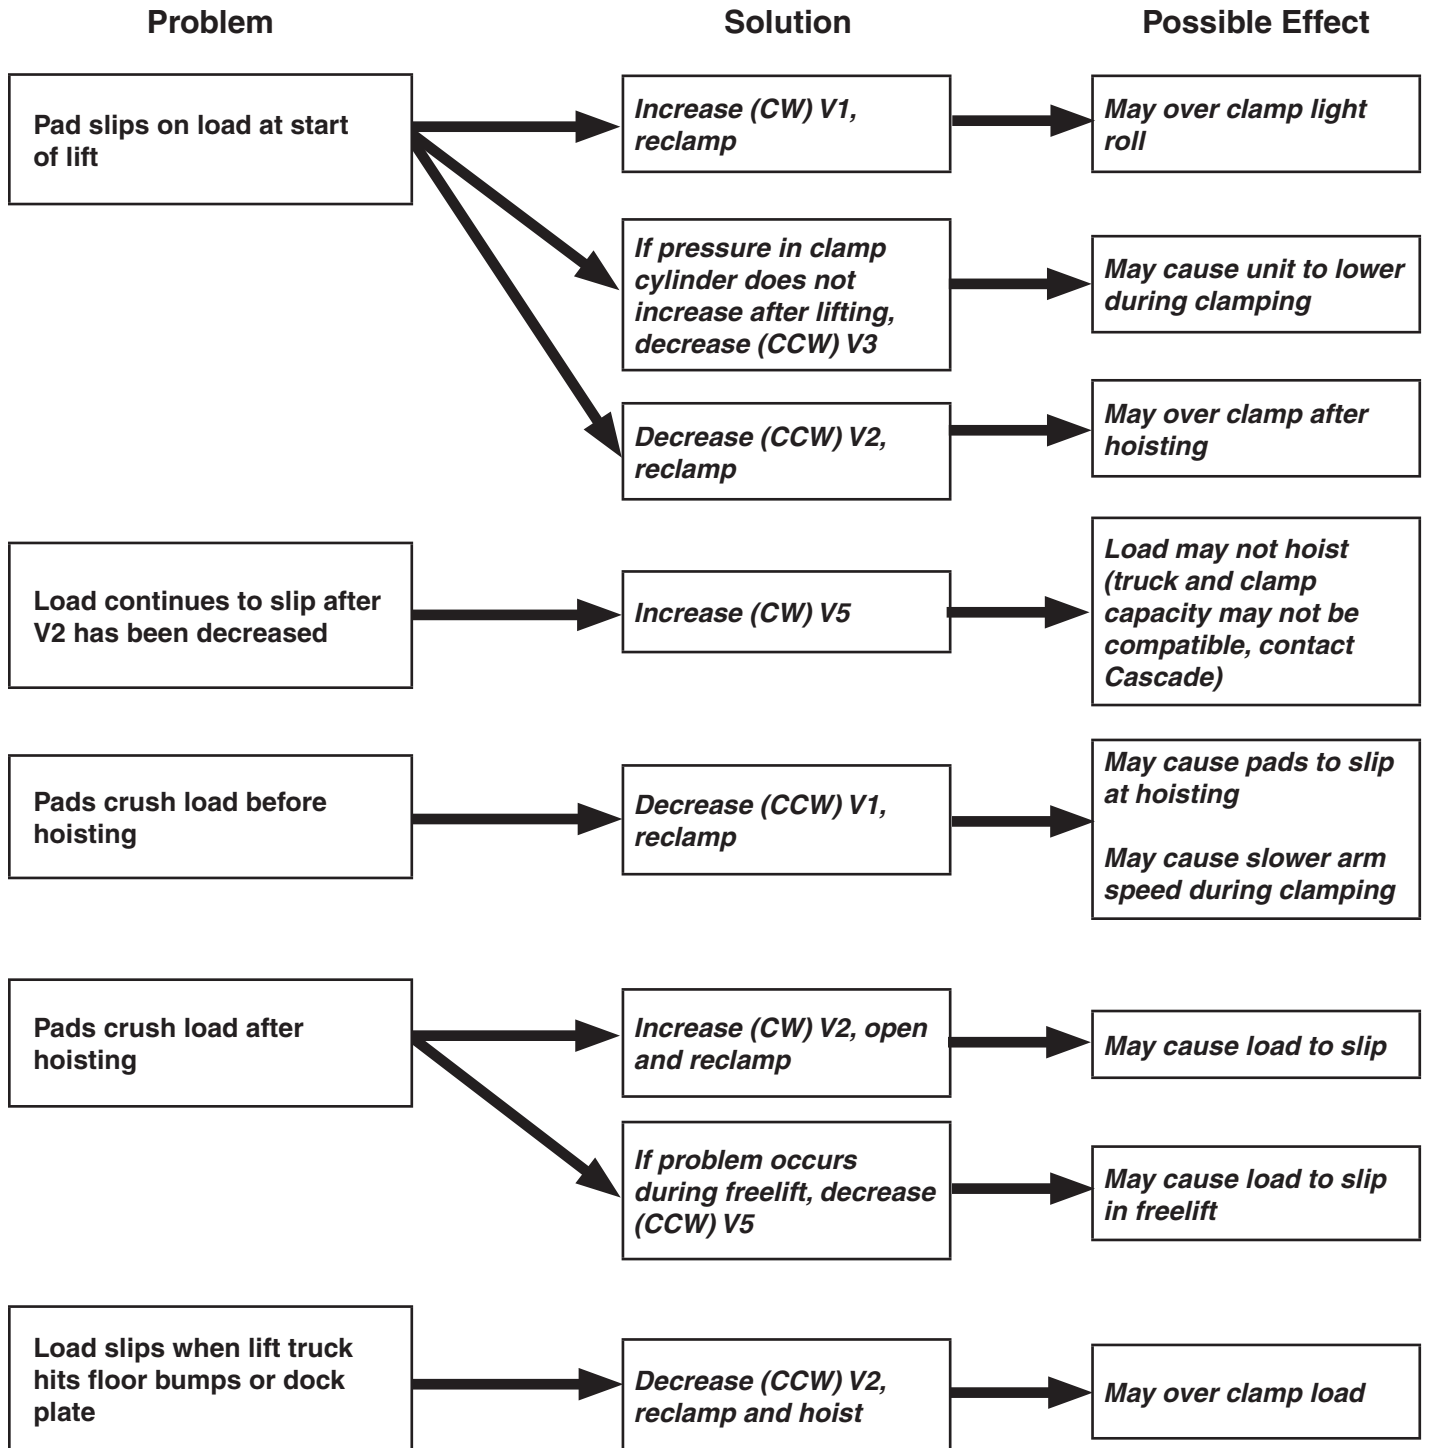 Problem
Solution
Possible Effect
Pad slips on load at start
of lift
Increase (CW) V1,
reclamp
May over clamp light
roll
If pressure in clamp
cylinder does not
increase after lifting,
decrease (CCW) V3
May cause unit to lower
during clamping
Decrease (CCW) V2,
reclamp
May over clamp after
hoisting
Load continues to slip after
V2 has been decreased
Increase (CW) V5
Load may not hoist
(truck and clamp
capacity may not be
compatible, contact
Cascade)
Pads crush load before
hoisting
Decrease (CCW) V1,
reclamp
May cause pads to slip
at hoisting
May cause slower arm
speed during clamping
Pads crush load after
hoisting
Increase (CW) V2, open
and reclamp
May cause load to slip
If problem occurs
during freelift, decrease
(CCW) V5
May cause load to slip
in freelift
Load slips when lift truck
hits floor bumps or dock
plate
Decrease (CCW) V2,
reclamp and hoist
May over clamp load